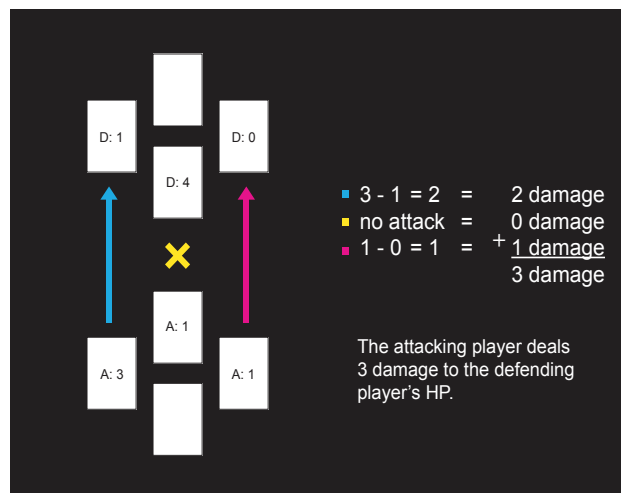 D: 1
D: 0
D: 4
A: 1
A: 3
A: 1
3 - 1 = 2 = 2 damage
no attack = 0 damage
1 - 0 = 1 = + 1 damage
3 damage
The attacking player deals
3 damage to the defending
player's HP.